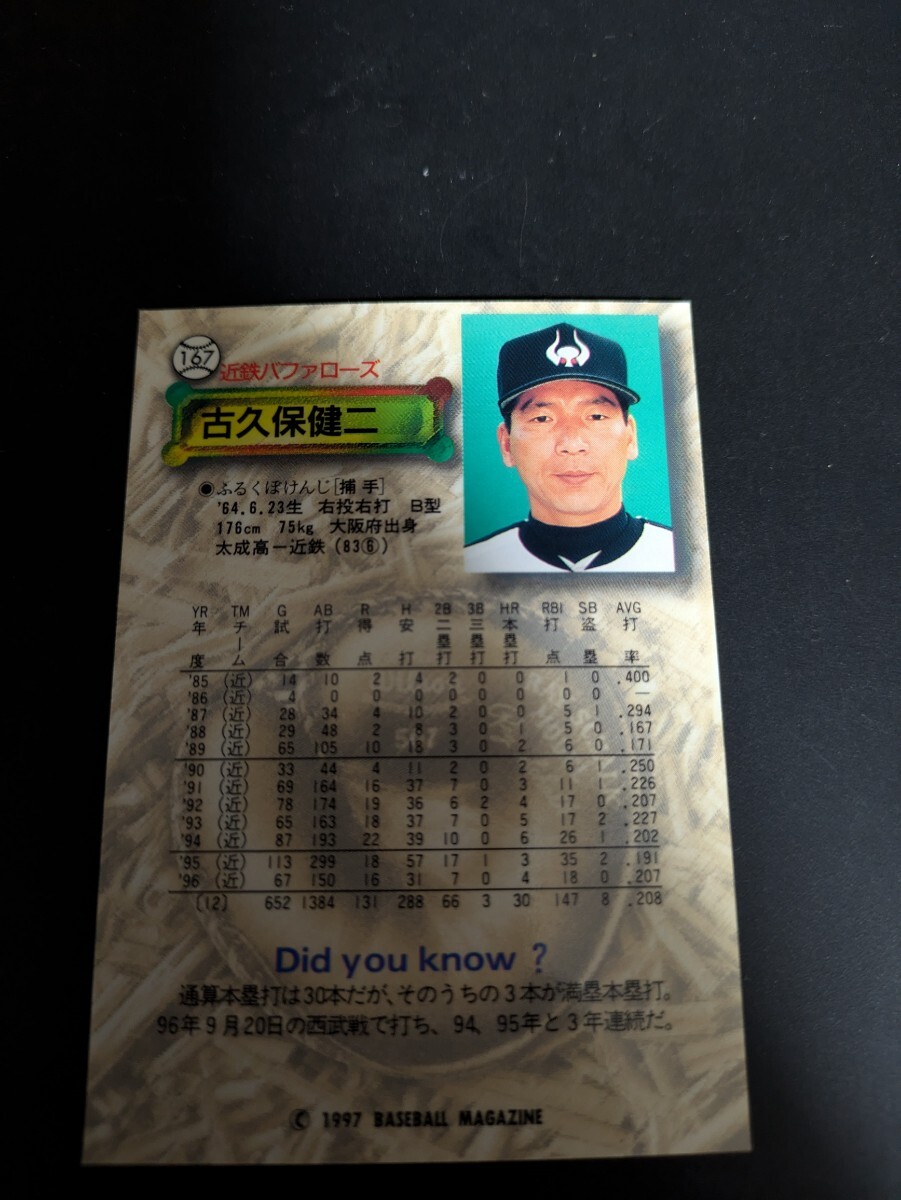 167
近鉄バファローズ
古久保健二
◉ふるくぼけんじ[捕手]
'64.6.23生 右投右打 B型
176cm 75kg 大阪府出身
太成高ー近鉄(83⑥)
YR TM G AB R H 2B 3B HR RBI SB AVG
年度 チーム 試合 打数 得点 安打 二塁打 三塁打 本塁打 打点 盗塁 打率
'85 (近) 14 10 2 4 2 0 0 1 0 .400
'86 (近) 4 0 0 0 0 0 0 0 0 —
'87 (近) 28 34 4 10 2 0 0 5 1 .294
'88 (近) 29 48 2 8 3 0 1 5 0 .167
'89 (近) 65 105 10 18 3 0 2 6 0 .171
'90 (近) 33 44 4 11 2 0 2 6 1 .250
'91 (近) 69 164 16 37 7 0 3 11 1 .226
'92 (近) 78 174 19 36 6 2 4 17 0 .207
'93 (近) 65 163 18 37 7 0 5 17 2 .227
'94 (近) 87 193 22 39 10 0 6 26 1 .202
'95 (近) 113 299 18 57 17 1 3 35 2 .191
'96 (近) 67 150 16 31 7 0 4 18 0 .207
〔12〕 652 1384 131 288 66 3 30 147 8 .208
Did you know ?
通算本塁打は30本だが、そのうちの3本が満塁本塁打。
96年9月20日の西武戦で打ち、94、95年と3年連続だ。
© 1997 BASEBALL MAGAZINE